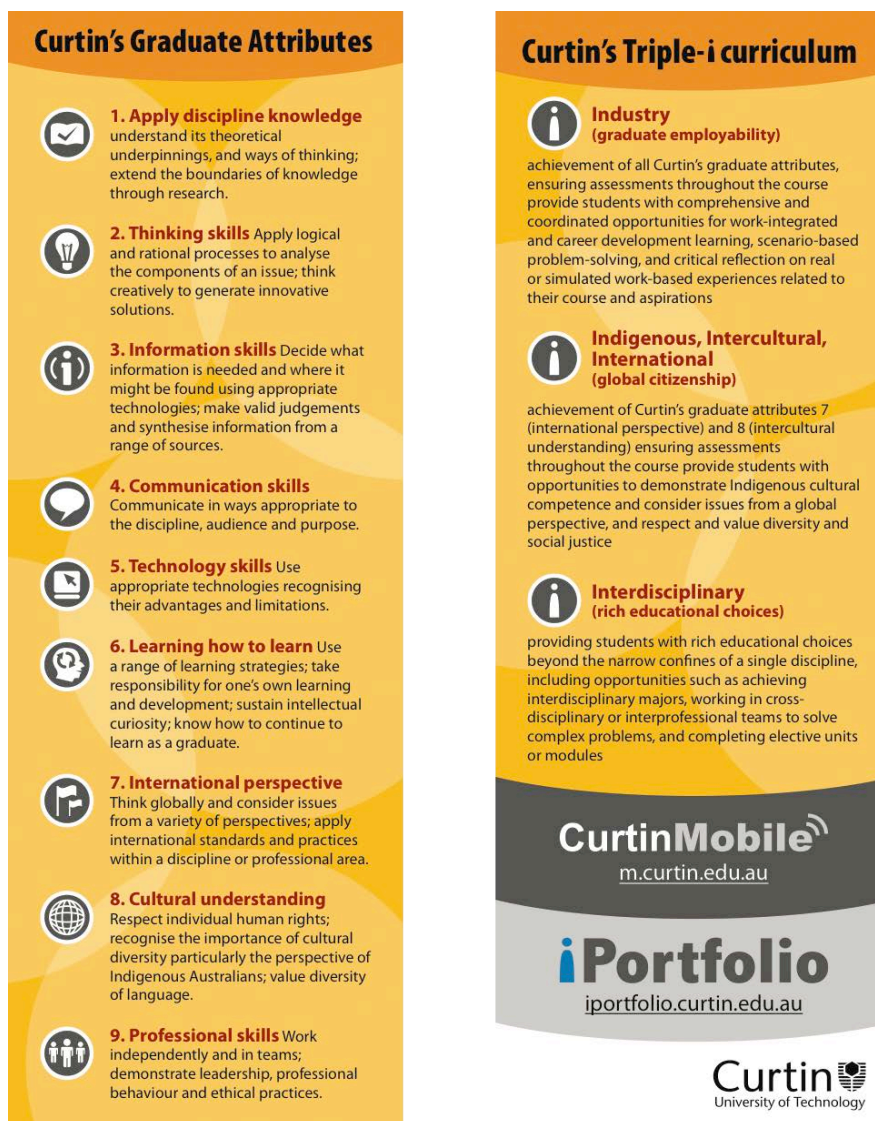 Curtin's Graduate Attributes
1. Apply discipline knowledge
understand its theoretical
underpinnings, and ways of thinking;
extend the boundaries of knowledge
through research.
2. Thinking skills Apply logical
and rational processes to analyse
the components of an issue; think
creatively to generate innovative
solutions.
3. Information skills Decide what
information is needed and where it
might be found using appropriate
technologies; make valid judgements
and synthesise information from a
range of sources.
4. Communication skills
Communicate in ways appropriate to
the discipline, audience and purpose.
5. Technology skills Use
appropriate technologies recognising
their advantages and limitations.
6. Learning how to learn Use
a range of learning strategies; take
responsibility for one's own learning
and development; sustain intellectual
curiosity; know how to continue to
learn as a graduate.
7. International perspective
Think globally and consider issues
from a variety of perspectives; apply
international standards and practices
within a discipline or professional area.
8. Cultural understanding
Respect individual human rights;
recognise the importance of cultural
diversity particularly the perspective of
Indigenous Australians; value diversity
of language.
9. Professional skills Work
independently and in teams;
demonstrate leadership, professional
behaviour and ethical practices.
Curtin's Triple-i curriculum
Industry
(graduate employability)
achievement of all Curtin's graduate attributes,
ensuring assessments throughout the course
provide students with comprehensive and
coordinated opportunities for work-integrated
and career development learning, scenario-based
problem-solving, and critical reflection on real
or simulated work-based experiences related to
their course and aspirations
Indigenous, Intercultural,
International
(global citizenship)
achievement of Curtin's graduate attributes 7
(international perspective) and 8 (intercultural
understanding) ensuring assessments
throughout the course provide students with
opportunities to demonstrate Indigenous cultural
competence and consider issues from a global
perspective, and respect and value diversity and
social justice
Interdisciplinary
(rich educational choices)
providing students with rich educational choices
beyond the narrow confines of a single discipline,
including opportunities such as achieving
interdisciplinary majors, working in cross-
disciplinary or interprofessional teams to solve
complex problems, and completing elective units
or modules
CurtinMobile
m.curtin.edu.au
iPortfolio
iportfolio.curtin.edu.au
Curtin
University of Technology